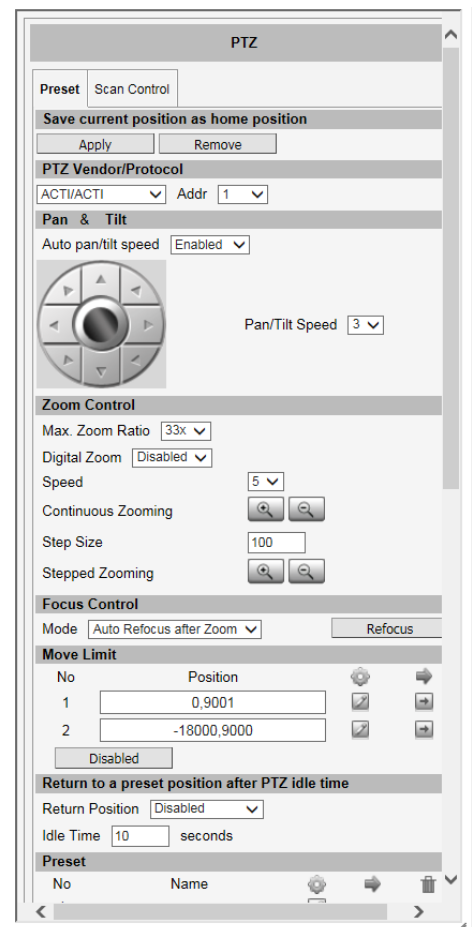 PTZ
Preset Scan Control
Save current position as home position
Apply Remove
PTZ Vendor/Protocol
ACTI/ACTI Addr 1
Pan & Tilt
Auto pan/tilt speed Enabled
Pan/Tilt Speed 3
Zoom Control
Max. Zoom Ratio 33x
Digital Zoom Disabled
Speed 5
Continuous Zooming
Step Size 100
Stepped Zooming
Focus Control
Mode Auto Refocus after Zoom Refocus
Move Limit
No Position
1 0,9001
2 -18000,9000
Disabled
Return to a preset position after PTZ idle time
Return Position Disabled
Idle Time 10 seconds
Preset
No Name